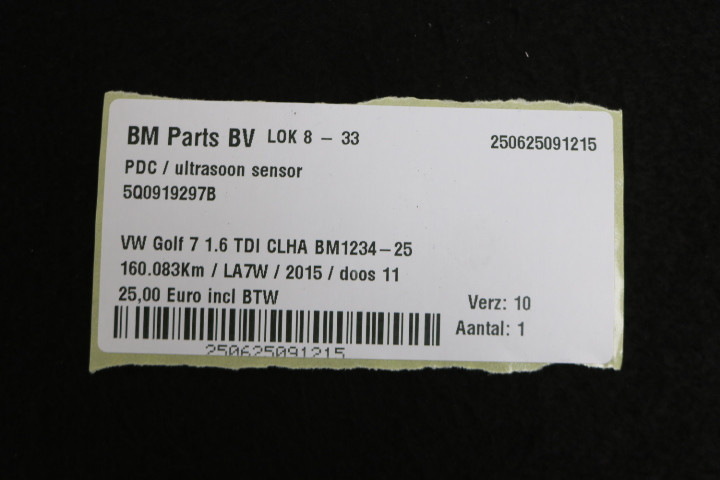 BM Parts BV LOK 8 - 33 250625091215
PDC / ultrasoon sensor
5Q0919297B
VW Golf 7 1.6 TDI CLHA BM1234-25
160.083Km / LA7W / 2015 / doos 11
25,00 Euro incl BTW
Verz: 10
Aantal: 1
250625091215